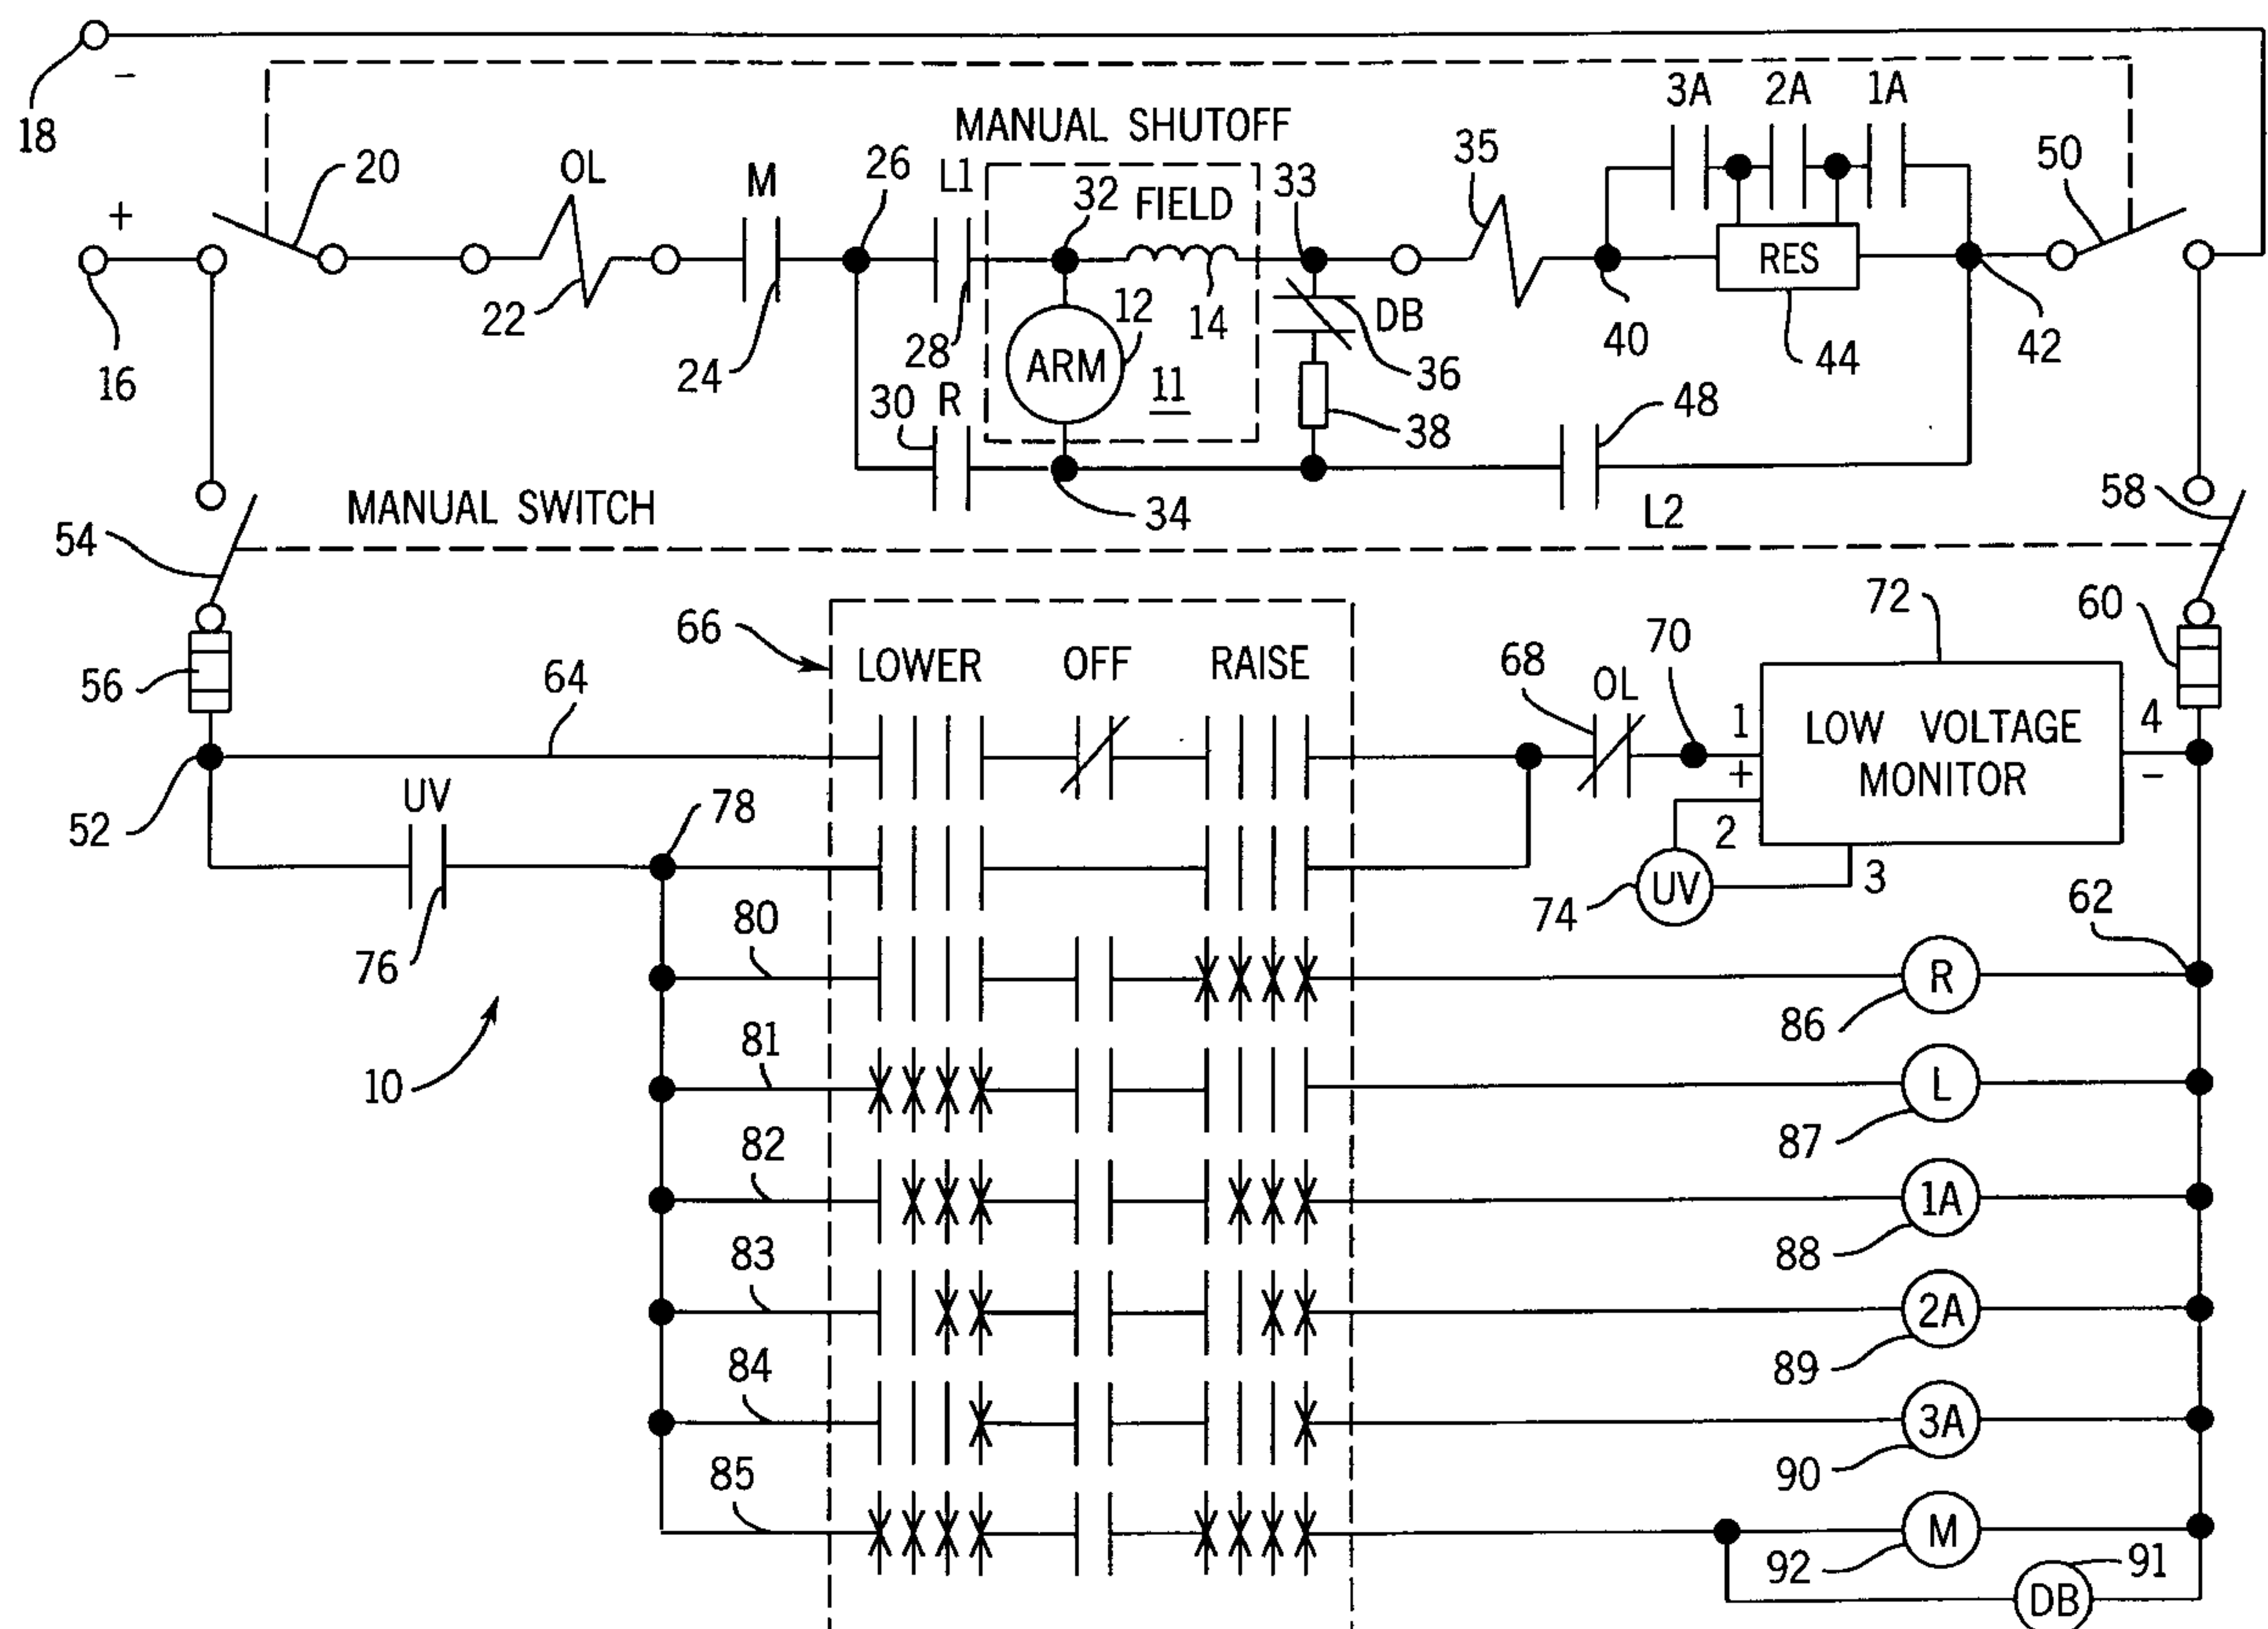 18
–
3A 2A 1A
MANUAL SHUTOFF
20
OL
M
26
L1
32
FIELD
33
35
50
+
16
22
24
28
12
14
DB
RES
ARM
11
36
40
44
42
30 R
38
48
34
L2
MANUAL SWITCH
54
58
56
64
66
LOWER OFF RAISE
68
OL
70
72
60
1
+
LOW VOLTAGE
MONITOR
4
–
52
UV
76
78
2
3
UV
74
62
80
R
86
10
81
L
87
82
1A
88
83
2A
89
84
3A
90
85
M
92
91
DB